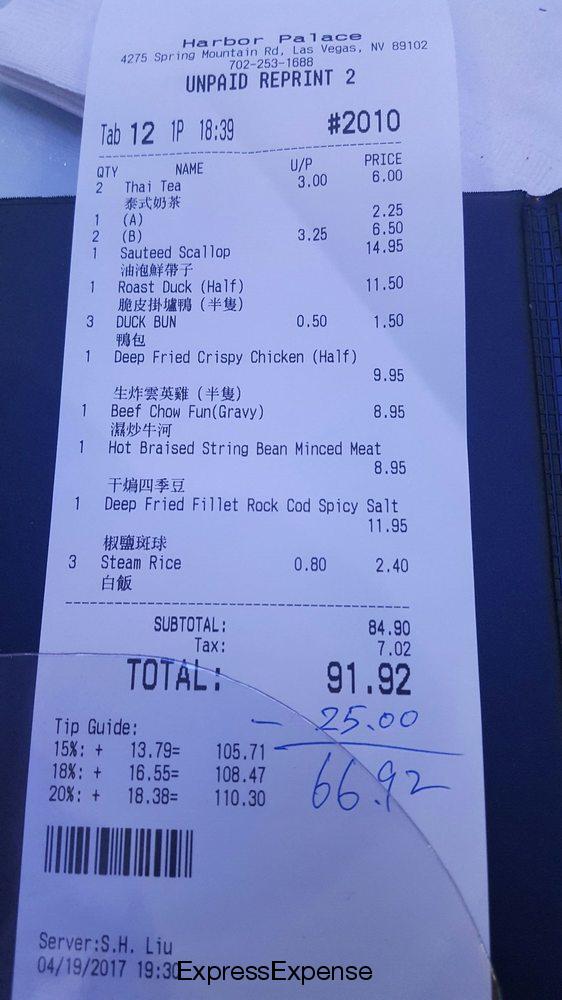 Harbor Palace
4275 Spring Mountain Rd, Las Vegas, NV 89102
702-253-1688
UNPAID REPRINT 2
Tab 12 1P 18:39 #2010
QTY NAME U/P PRICE
2 Thai Tea 3.00 6.00
泰式奶茶
1 (A) 2.25
2 (B) 3.25 6.50
1 Sauteed Scallop 14.95
油泡鮮帶子
1 Roast Duck (Half) 11.50
脆皮掛爐鴨 (半隻)
3 DUCK BUN 0.50 1.50
鴨包
1 Deep Fried Crispy Chicken (Half)
9.95
生炸雲英雞 (半隻)
1 Beef Chow Fun(Gravy) 8.95
濕炒牛河
1 Hot Braised String Bean Minced Meat
8.95
干煸四季豆
1 Deep Fried Fillet Rock Cod Spicy Salt
11.95
椒鹽斑球
3 Steam Rice 0.80 2.40
白飯
SUBTOTAL: 84.90
Tax: 7.02
TOTAL: 91.92
- 25.00
66.92
Tip Guide:
15%: + 13.79= 105.71
18%: + 16.55= 108.47
20%: + 18.38= 110.30
Server:S.H. Liu
04/19/2017 19:30
ExpressExpense